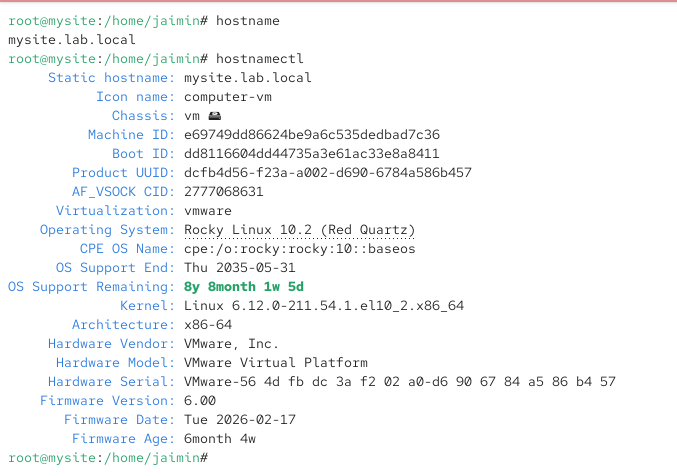 root@mysite:/home/jaimin# hostname
mysite.lab.local
root@mysite:/home/jaimin# hostnamectl
Static hostname: mysite.lab.local
Icon name: computer-vm
Chassis: vm 🖴
Machine ID: e69749dd86624be9a6c535dedbad7c36
Boot ID: dd8116604dd44735a3e61ac33e8a8411
Product UUID: dcfb4d56-f23a-a002-d690-6784a586b457
AF_VSOCK CID: 2777068631
Virtualization: vmware
Operating System: Rocky Linux 10.2 (Red Quartz)
CPE OS Name: cpe:/o:rocky:rocky:10::baseos
OS Support End: Thu 2035-05-31
OS Support Remaining: 8y 8month 1w 5d
Kernel: Linux 6.12.0-211.54.1.el10_2.x86_64
Architecture: x86-64
Hardware Vendor: VMware, Inc.
Hardware Model: VMware Virtual Platform
Hardware Serial: VMware-56 4d fb dc 3a f2 02 a0-d6 90 67 84 a5 86 b4 57
Firmware Version: 6.00
Firmware Date: Tue 2026-02-17
Firmware Age: 6month 4w
root@mysite:/home/jaimin#